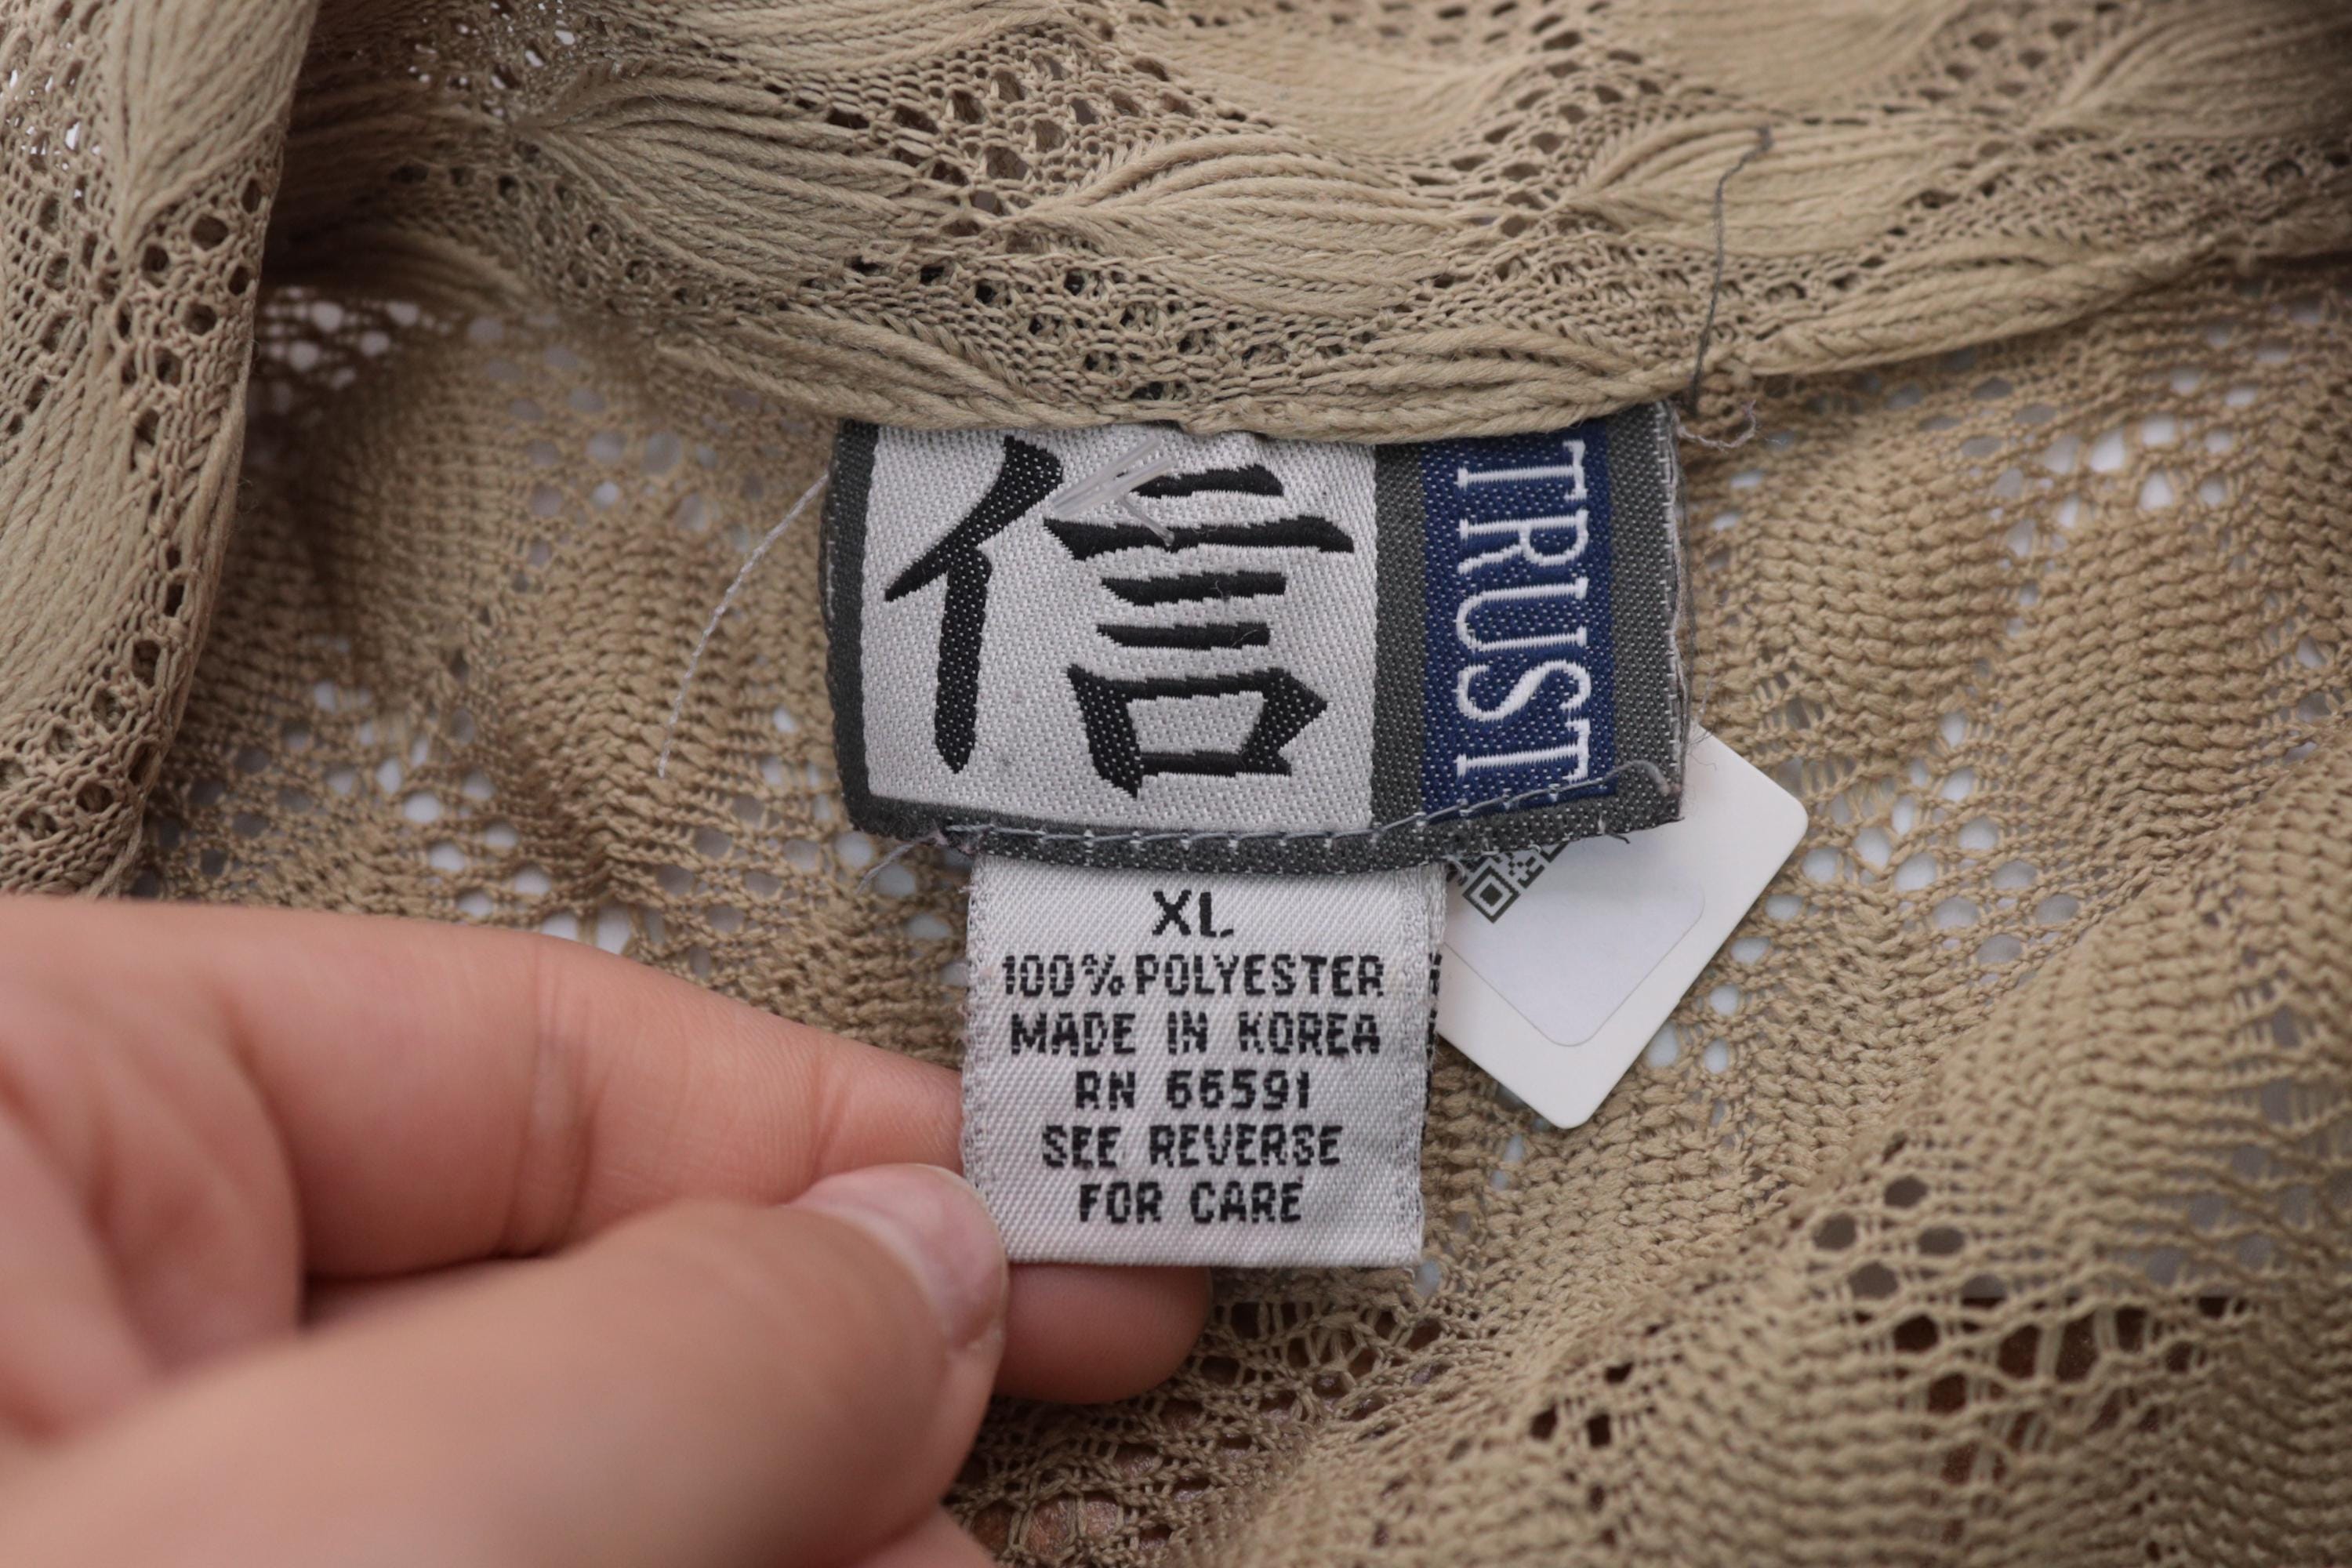 信
TRUST
XL
100% POLYESTER
MADE IN KOREA
RN 66591
SEE REVERSE
FOR CARE